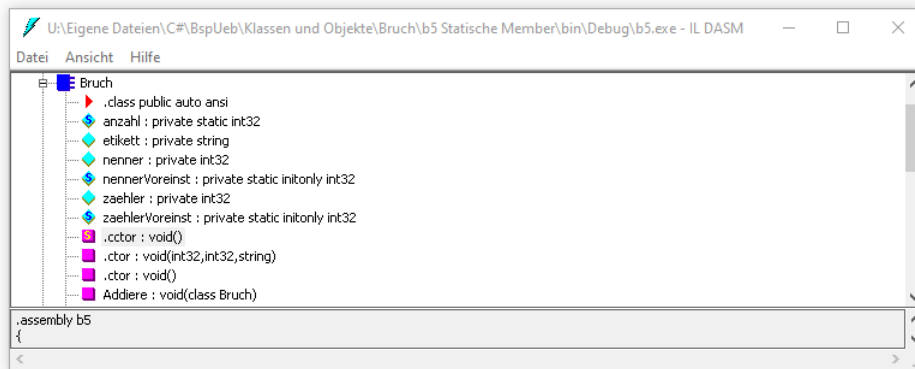 U:\Eigene Dateien\C#\BspUeb\Klassen und Objekte\Bruch\b5 Statische Member\bin\Debug\b5.exe - IL DASM
Datei Ansicht Hilfe
Bruch
.class public auto ansi
anzahl : private static int32
etikett : private string
nenner : private int32
nennerVoreinst : private static initonly int32
zaehler : private int32
zaehlerVoreinst : private static initonly int32
.cctor : void()
.ctor : void(int32,int32,string)
.ctor : void()
Addiere : void(class Bruch)
.assembly b5
{